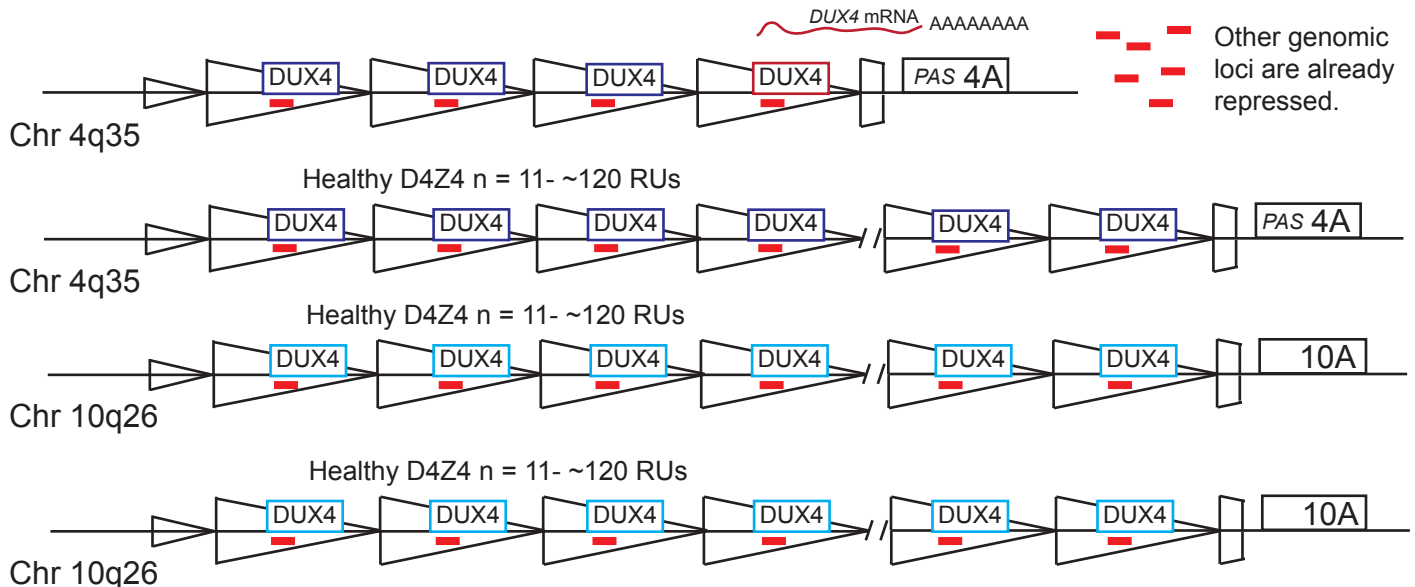 DUX4 mRNA AAAAAAAA
Other genomic
loci are already
repressed.
DUX4 DUX4 DUX4 DUX4 PAS 4A
Chr 4q35
Healthy D4Z4 n = 11- ~120 RUs
DUX4 DUX4 DUX4 DUX4 DUX4 DUX4 PAS 4A
Chr 4q35
Healthy D4Z4 n = 11- ~120 RUs
DUX4 DUX4 DUX4 DUX4 DUX4 DUX4 10A
Chr 10q26
Healthy D4Z4 n = 11- ~120 RUs
DUX4 DUX4 DUX4 DUX4 DUX4 DUX4 10A
Chr 10q26